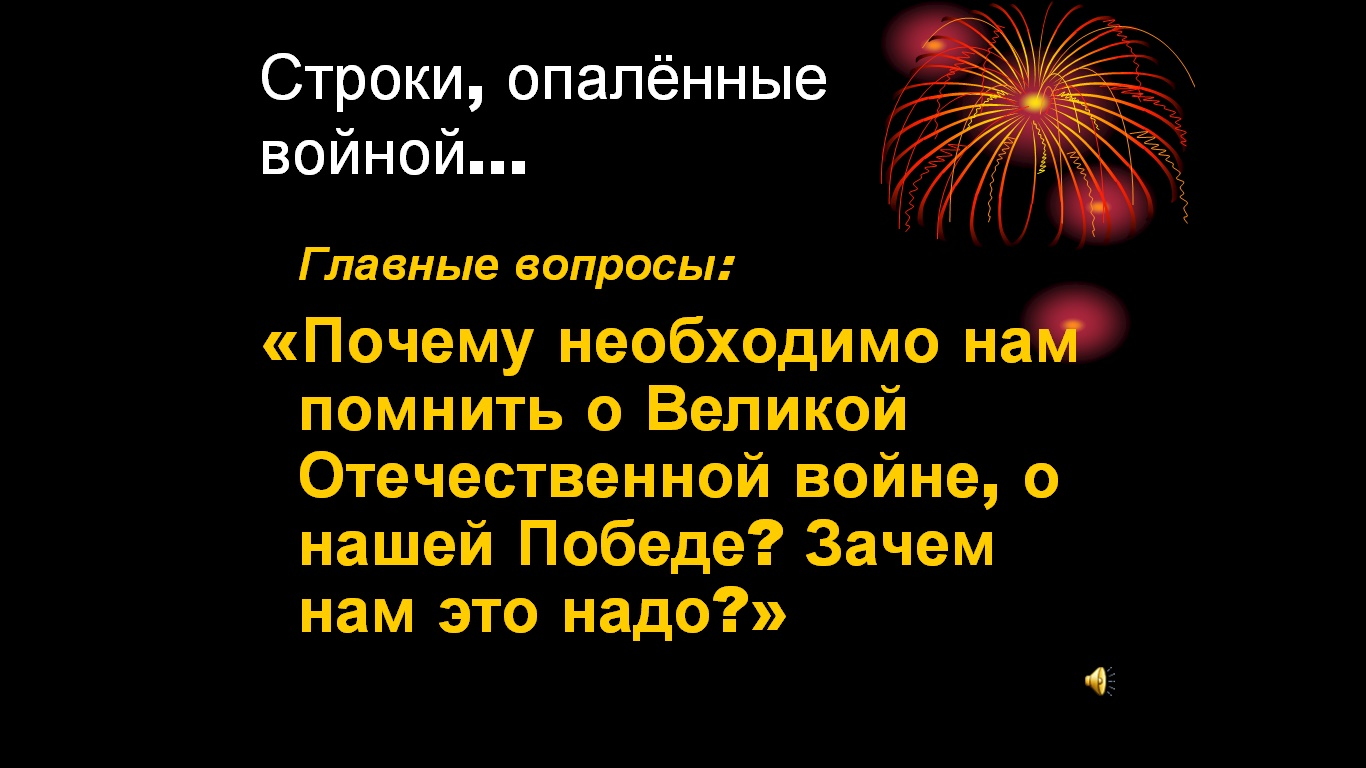 Строки, опалённые
войной...
Главные вопросы:
«Почему необходимо нам
помнить о Великой
Отечественной войне, о
нашей Победе? Зачем
нам это надо?»